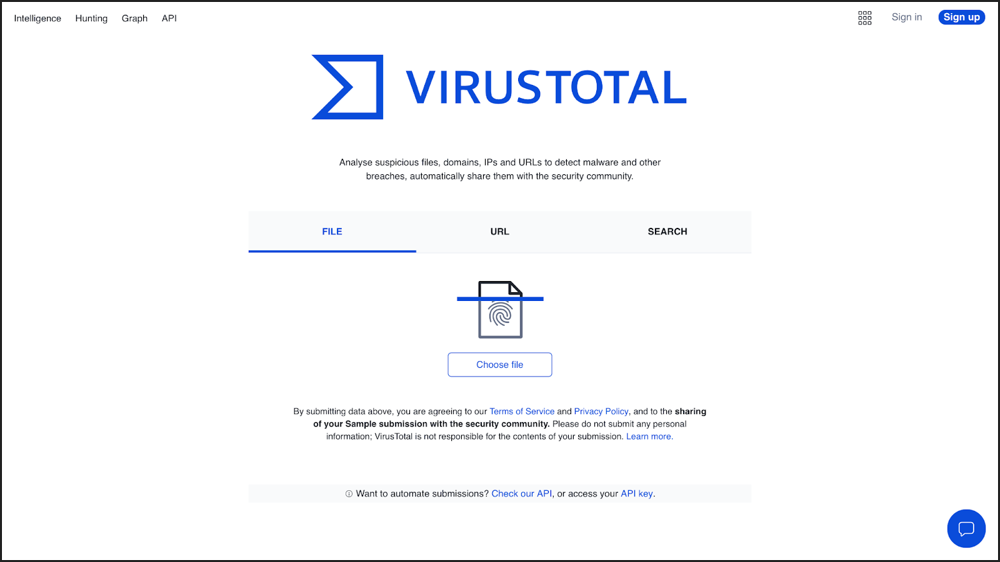 Intelligence Hunting Graph API Sign in Sign up
VIRUSTOTAL
Analyse suspicious files, domains, IPs and URLs to detect malware and other
breaches, automatically share them with the security community.
FILE URL SEARCH
Choose file
By submitting data above, you are agreeing to our Terms of Service and Privacy Policy, and to the sharing
of your Sample submission with the security community. Please do not submit any personal
information; VirusTotal is not responsible for the contents of your submission. Learn more.
Want to automate submissions? Check our API, or access your API key.